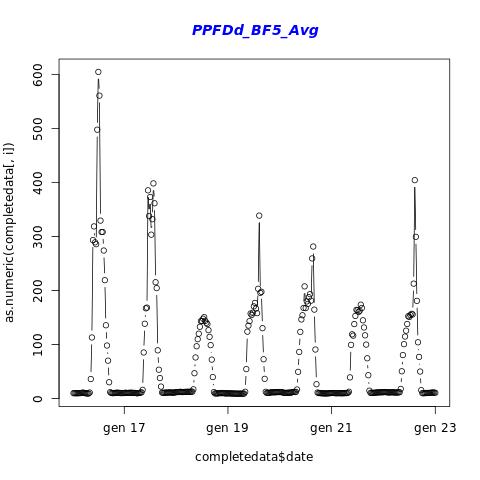 PPFDd_BF5_Avg
600
500
400
300
200
100
0
as.numeric(completedata[, i])
gen 17
gen 19
gen 21
gen 23
completedata$date